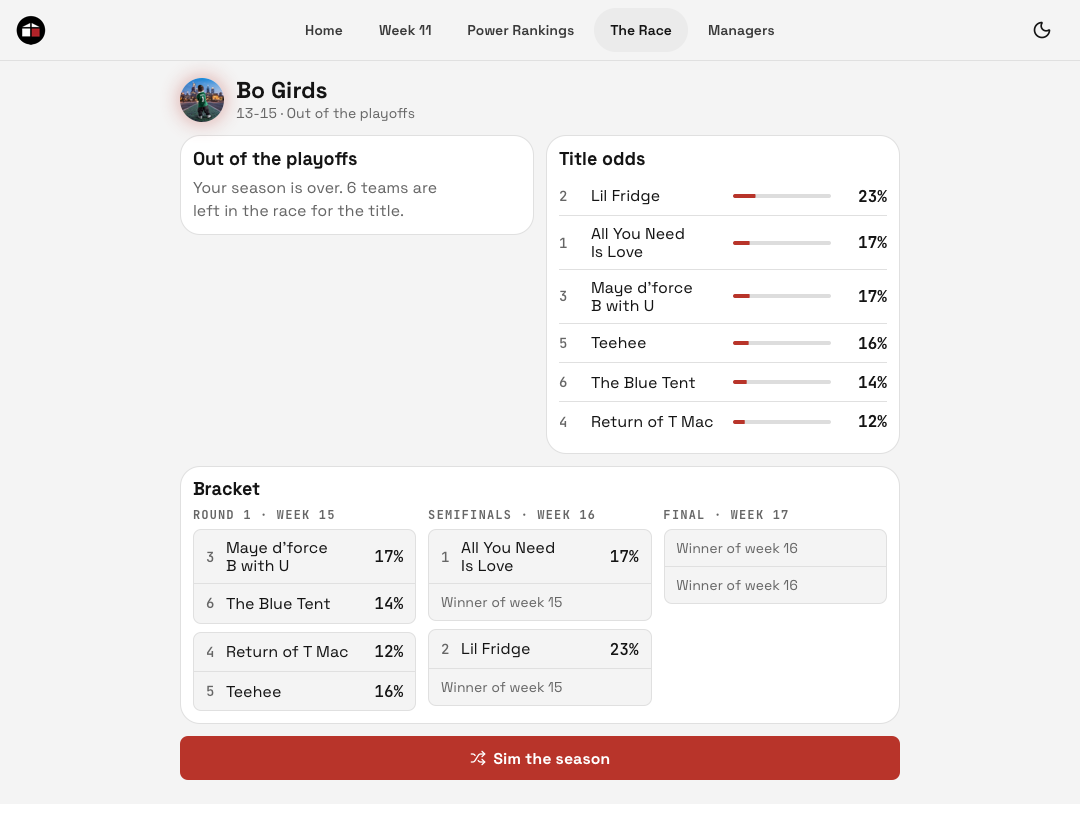 Home
Week 11
Power Rankings
The Race
Managers
Bo Girds
13-15 · Out of the playoffs
Out of the playoffs
Your season is over. 6 teams are
left in the race for the title.
Title odds
2 Lil Fridge 23%
1 All You Need
Is Love 17%
3 Maye d'force
B with U 17%
5 Teehee 16%
6 The Blue Tent 14%
4 Return of T Mac 12%
Bracket
ROUND 1 · WEEK 15
3 Maye d'force
B with U 17%
6 The Blue Tent 14%
4 Return of T Mac 12%
5 Teehee 16%
SEMIFINALS · WEEK 16
1 All You Need
Is Love 17%
Winner of week 15
2 Lil Fridge 23%
Winner of week 15
FINAL · WEEK 17
Winner of week 16
Winner of week 16
Sim the season